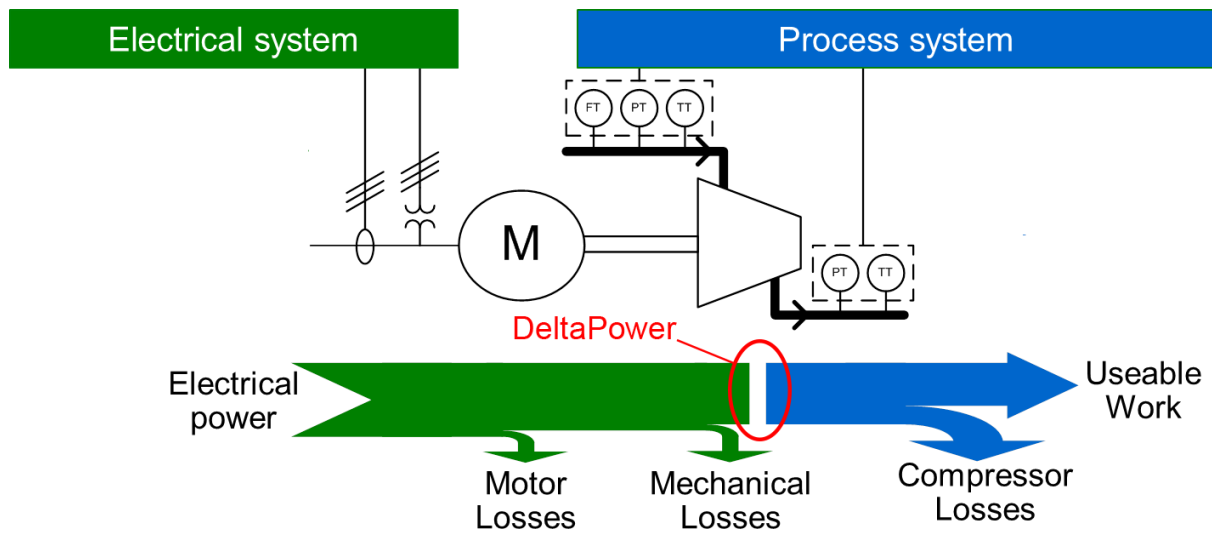 Electrical system
Process system
FT PT TT
M
PT TT
DeltaPower
Electrical
power
Useable
Work
Motor
Losses
Mechanical
Losses
Compressor
Losses